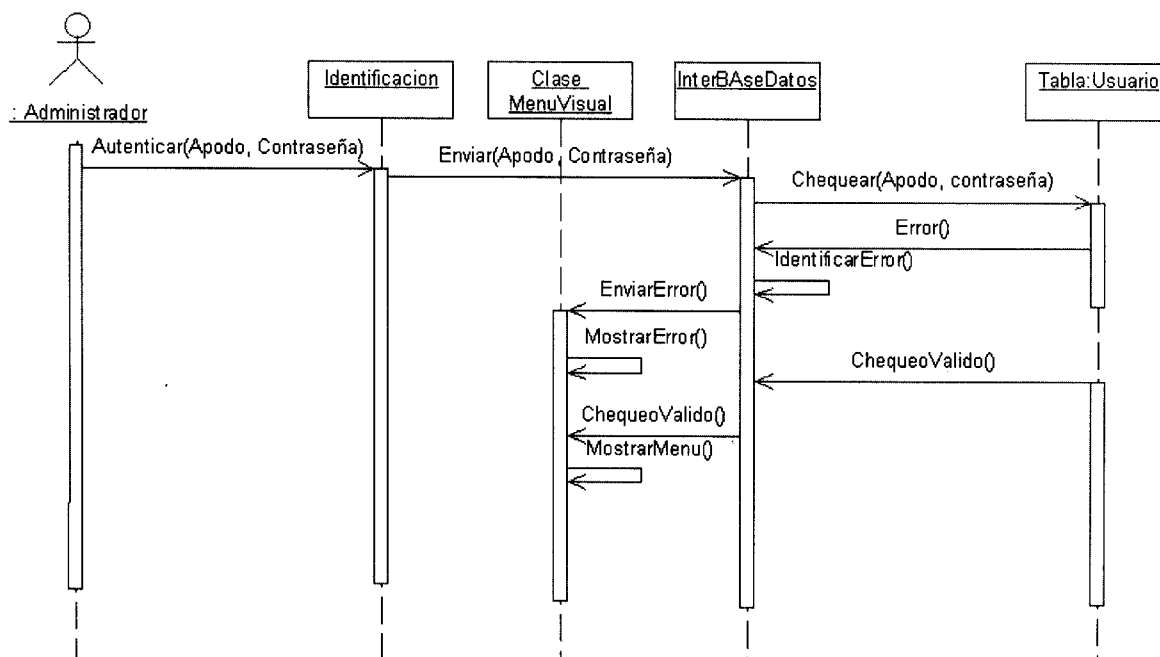 : Administrador
Identificacion
Clase
MenuVisual
InterBAseDatos
Tabla:Usuario
Autenticar(Apodo, Contraseña)
Enviar(Apodo, Contraseña)
Chequear(Apodo, contraseña)
Error()
IdentificarError()
EnviarError()
MostrarError()
ChequeoValido()
ChequeoValido()
MostrarMenu()